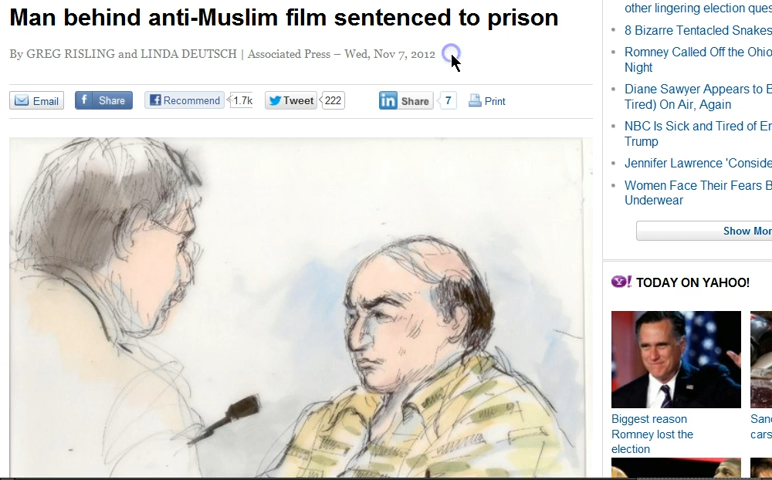 Man behind anti-Muslim film sentenced to prison
By GREG RISLING and LINDA DEUTSCH | Associated Press – Wed, Nov 7, 2012
Email
Share
Recommend
1.7k
Tweet
222
in Share
7
Print
other lingering election ques
8 Bizarre Tentacled Snakes
Romney Called Off the Ohio
Night
Diane Sawyer Appears to B
Tired) On Air, Again
NBC Is Sick and Tired of
Trump
Jennifer Lawrence 'Conside
Women Face Their Fears B
Underwear
Show Mor
Y! TODAY ON YAHOO!
Biggest reason
Romney lost the
election
San
cars